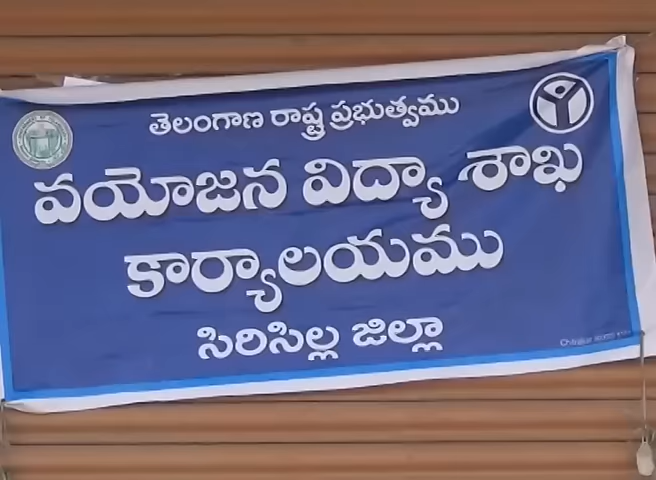 తెలంగాణ రాష్ట్ర ప్రభుత్వము
వయోజన విద్యా శాఖ
కార్యాలయము
సిరిసిల్ల జిల్లా